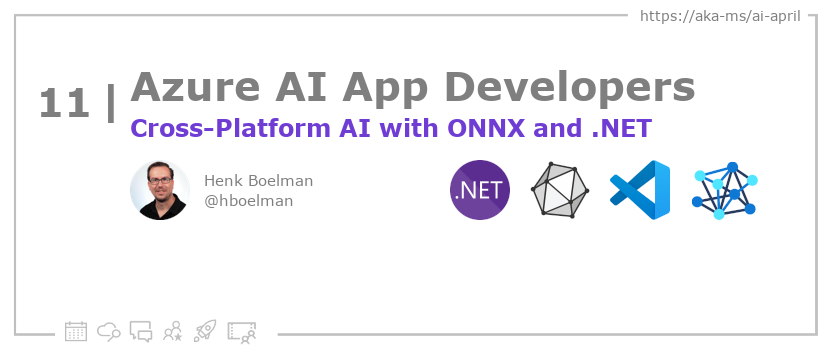 https://aka-ms/ai-april
11 | Azure AI App Developers
Cross-Platform AI with ONNX and .NET
Henk Boelman
@hboelman
.NET